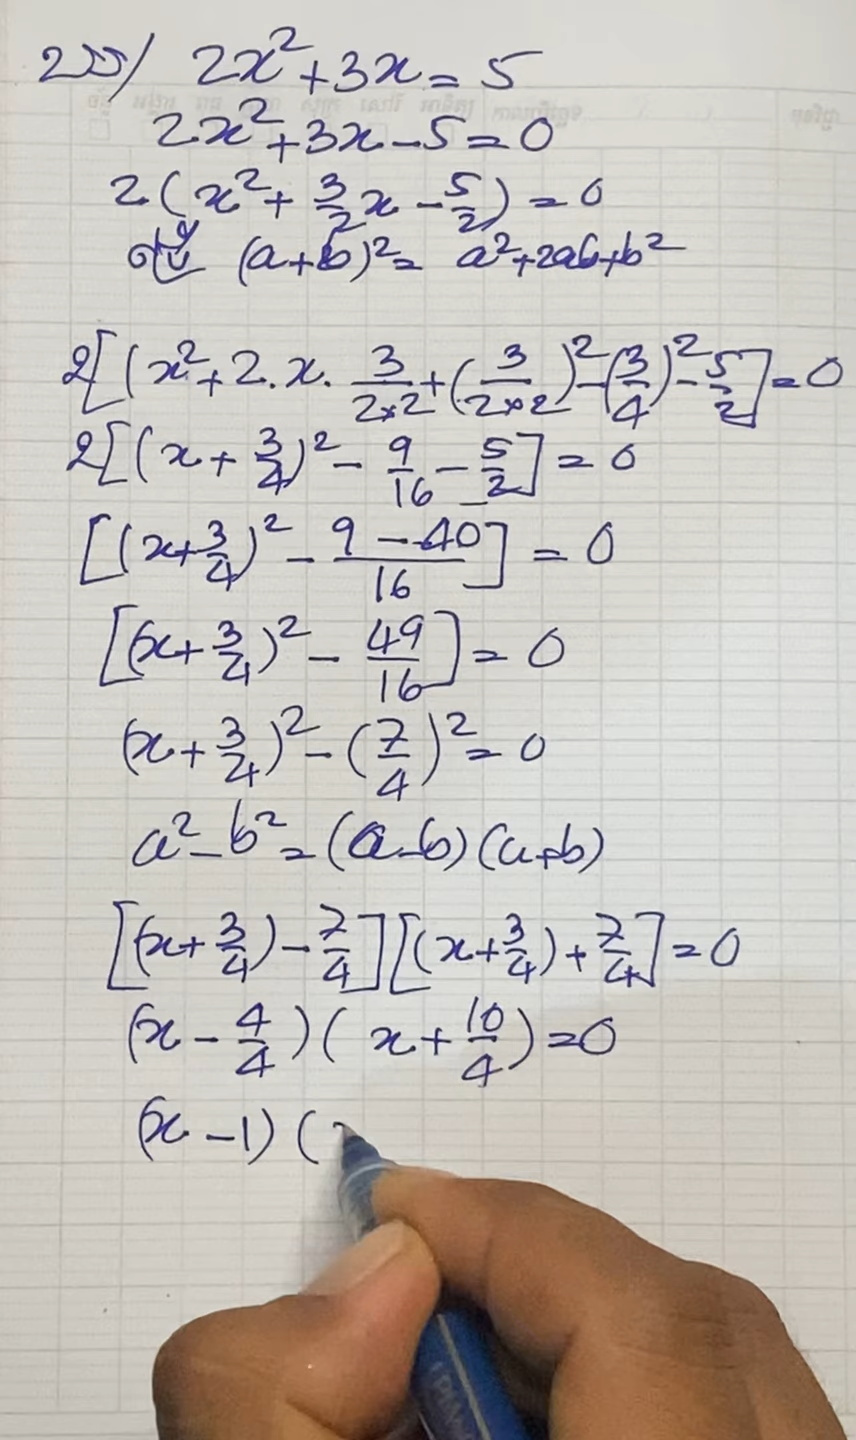 2x²+3x=5
2x²+3x-5=0
2(x²+3/2x-5/2)=0
(a+b)²= a²+2ab+b²
2[(x²+2.x. 3/2×2+(3/2×2)²-(3/4)²-5/2]=0
2[(x+3/4)²-9/16-5/2]=0
[(x+3/4)²-9-40/16]=0
[(x+3/4)²-49/16]=0
(x+3/4)²-(7/4)²=0
a²-b²=(a-b)(a+b)
[(x+3/4)-7/4][(x+3/4)+7/4]=0
(x-4/4)(x+10/4)=0
(x-1)(